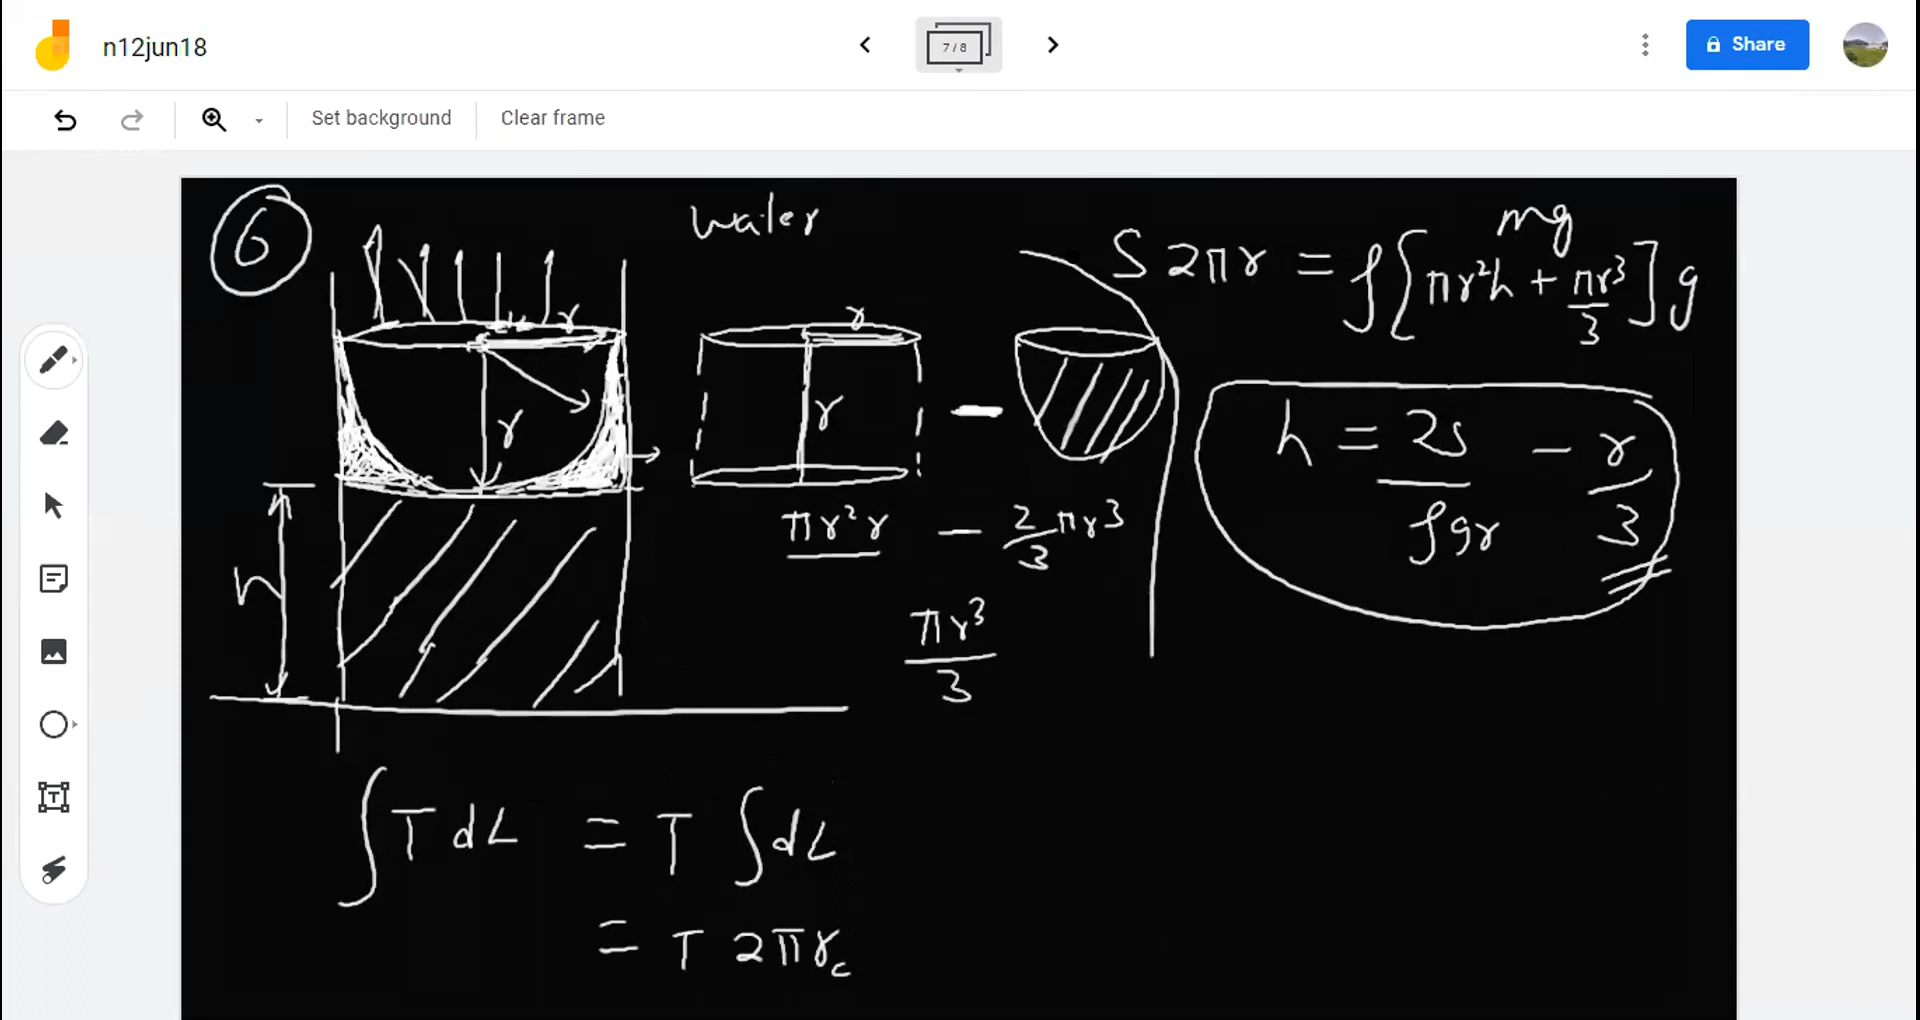 n12jun18
7/8
Share
Set background
Clear frame
6
water
r
r
h
r
r
πr²r - 2/3 πr³
πr³/3
mg
S 2πr = ρ[πr²h + πr³/3]g
h = 2s/ρgr - r/3
∫T dL = T ∫dL
= T 2πr_c